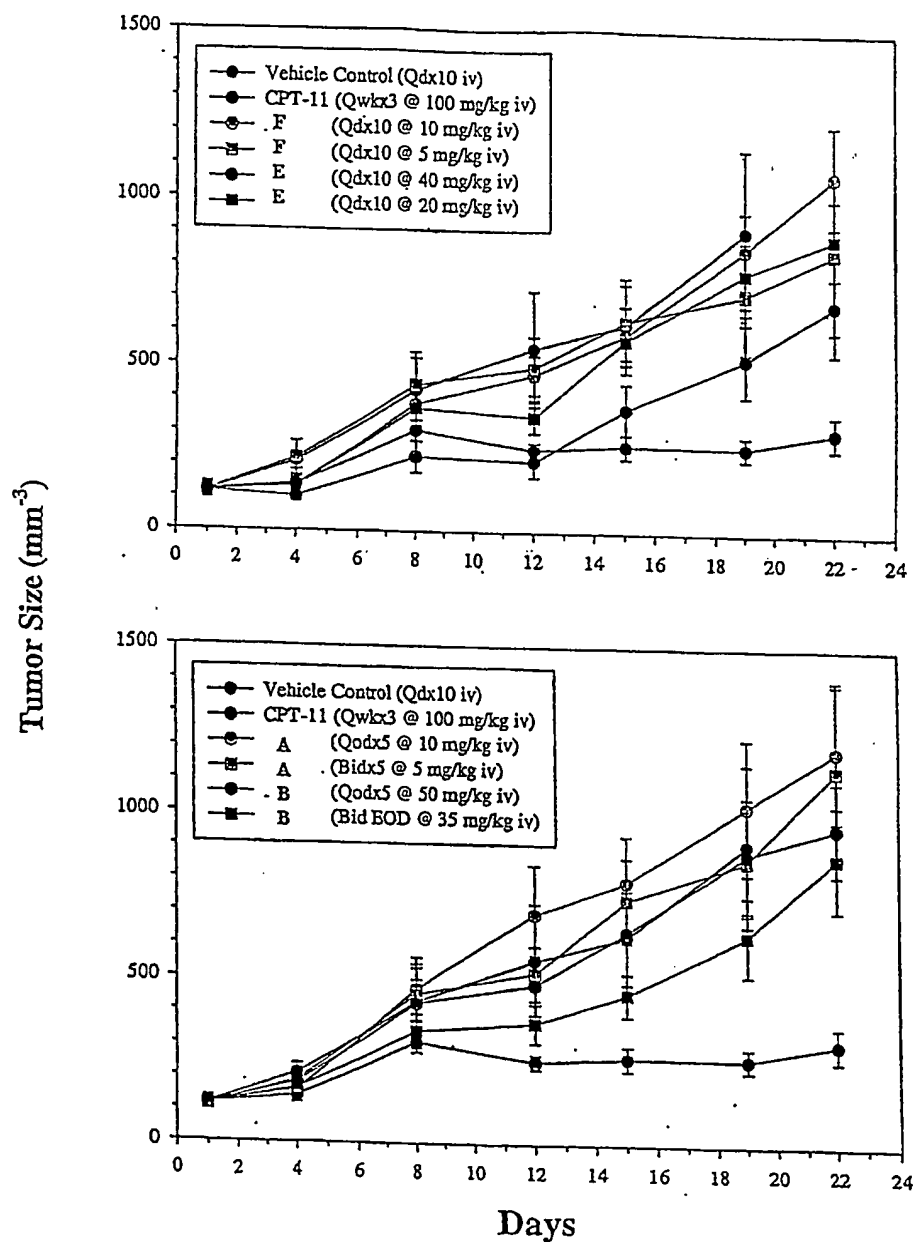 Tumor Size (mm-3)
1500
1000
500
0
Vehicle Control (Qdx10 iv)
CPT-11 (Qwkx3 @ 100 mg/kg iv)
F (Qdx10 @ 10 mg/kg iv)
F (Qdx10 @ 5 mg/kg iv)
E (Qdx10 @ 40 mg/kg iv)
E (Qdx10 @ 20 mg/kg iv)
0 2 4 6 8 10 12 14 16 18 20 22 24
1500
1000
500
0
Vehicle Control (Qdx10 iv)
CPT-11 (Qwkx3 @ 100 mg/kg iv)
A (Qodx5 @ 10 mg/kg iv)
A (Bidx5 @ 5 mg/kg iv)
B (Qodx5 @ 50 mg/kg iv)
B (Bid EOD @ 35 mg/kg iv)
0 2 4 6 8 10 12 14 16 18 20 22 24
Days